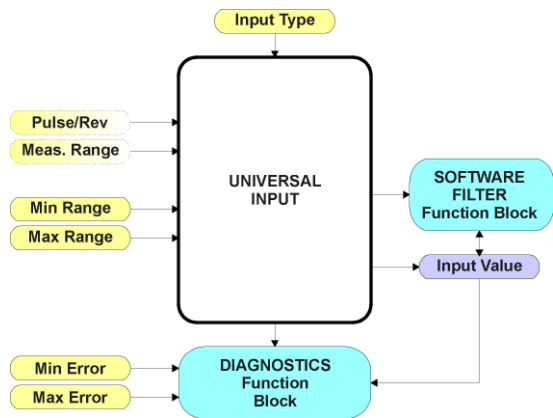 Input Type
Pulse/Rev
Meas. Range
Min Range
Max Range
UNIVERSAL
INPUT
SOFTWARE
FILTER
Function Block
Input Value
Min Error
Max Error
DIAGNOSTICS
Function
Block